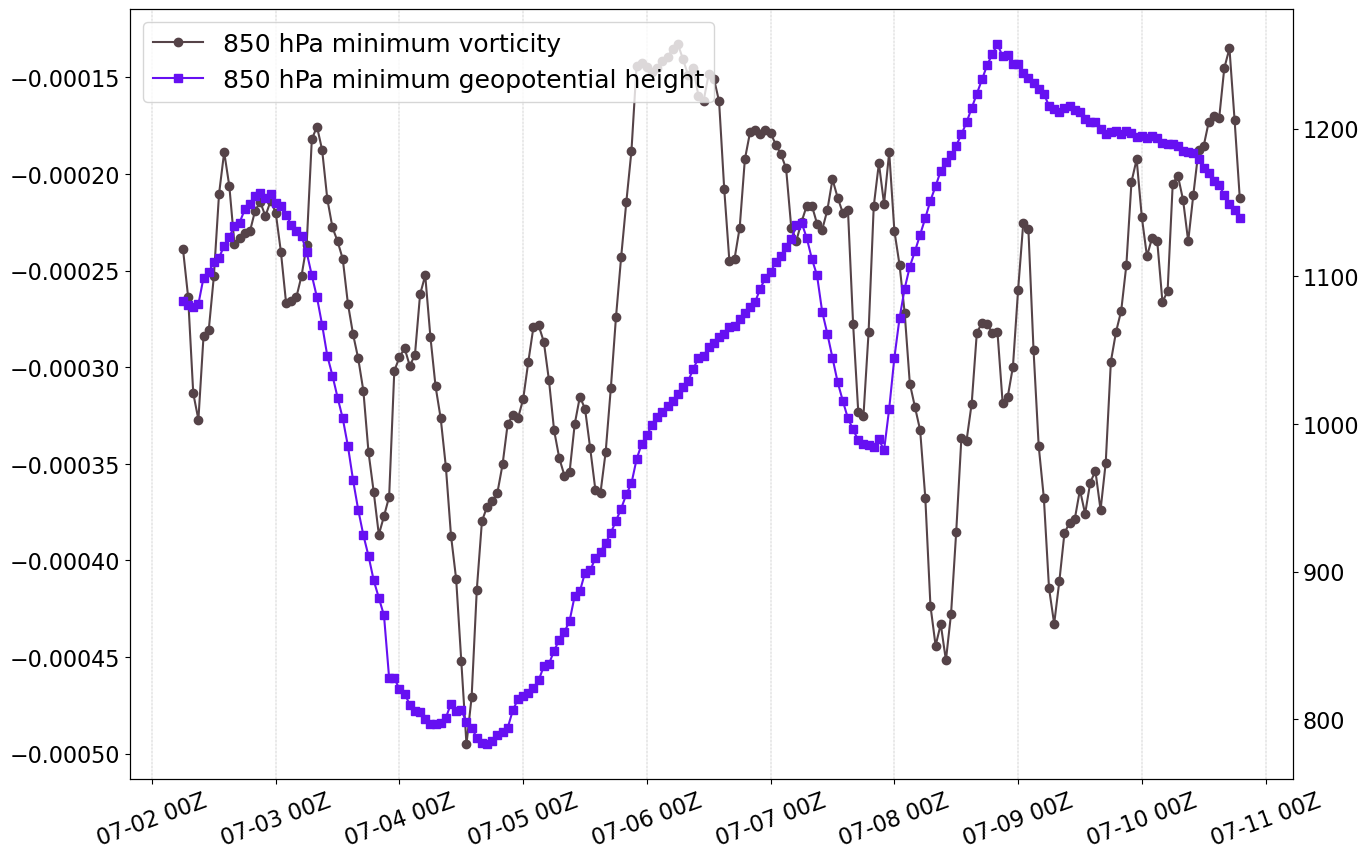 850 hPa minimum vorticity
850 hPa minimum geopotential height
−0.00015
−0.00020
−0.00025
−0.00030
−0.00035
−0.00040
−0.00045
−0.00050
1200
1100
1000
900
800
07-02 00Z
07-03 00Z
07-04 00Z
07-05 00Z
07-06 00Z
07-07 00Z
07-08 00Z
07-09 00Z
07-10 00Z
07-11 00Z